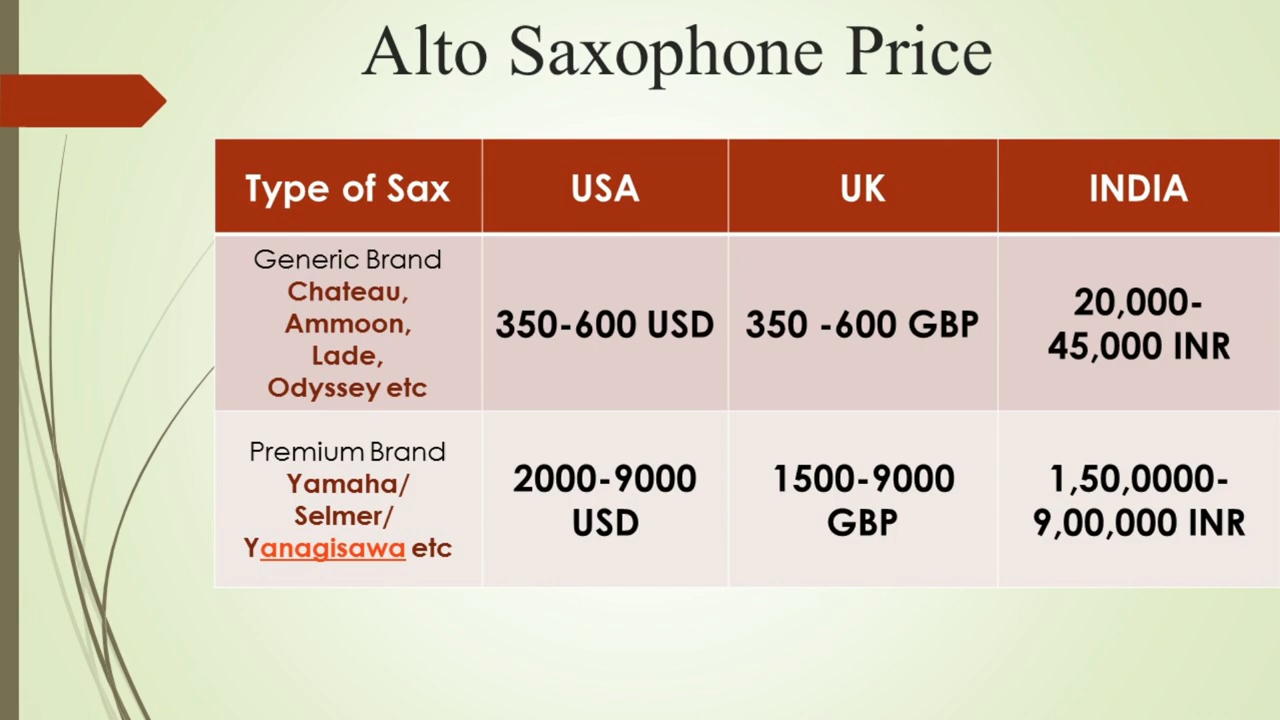 Alto Saxophone Price
Type of Sax
USA
UK
INDIA
Generic Brand
Chateau,
Ammoon,
Lade,
Odyssey etc
350-600 USD
350 -600 GBP
20,000-
45,000 INR
Premium Brand
Yamaha/
Selmer/
Yanagisawa etc
2000-9000
USD
1500-9000
GBP
1,50,0000-
9,00,000 INR